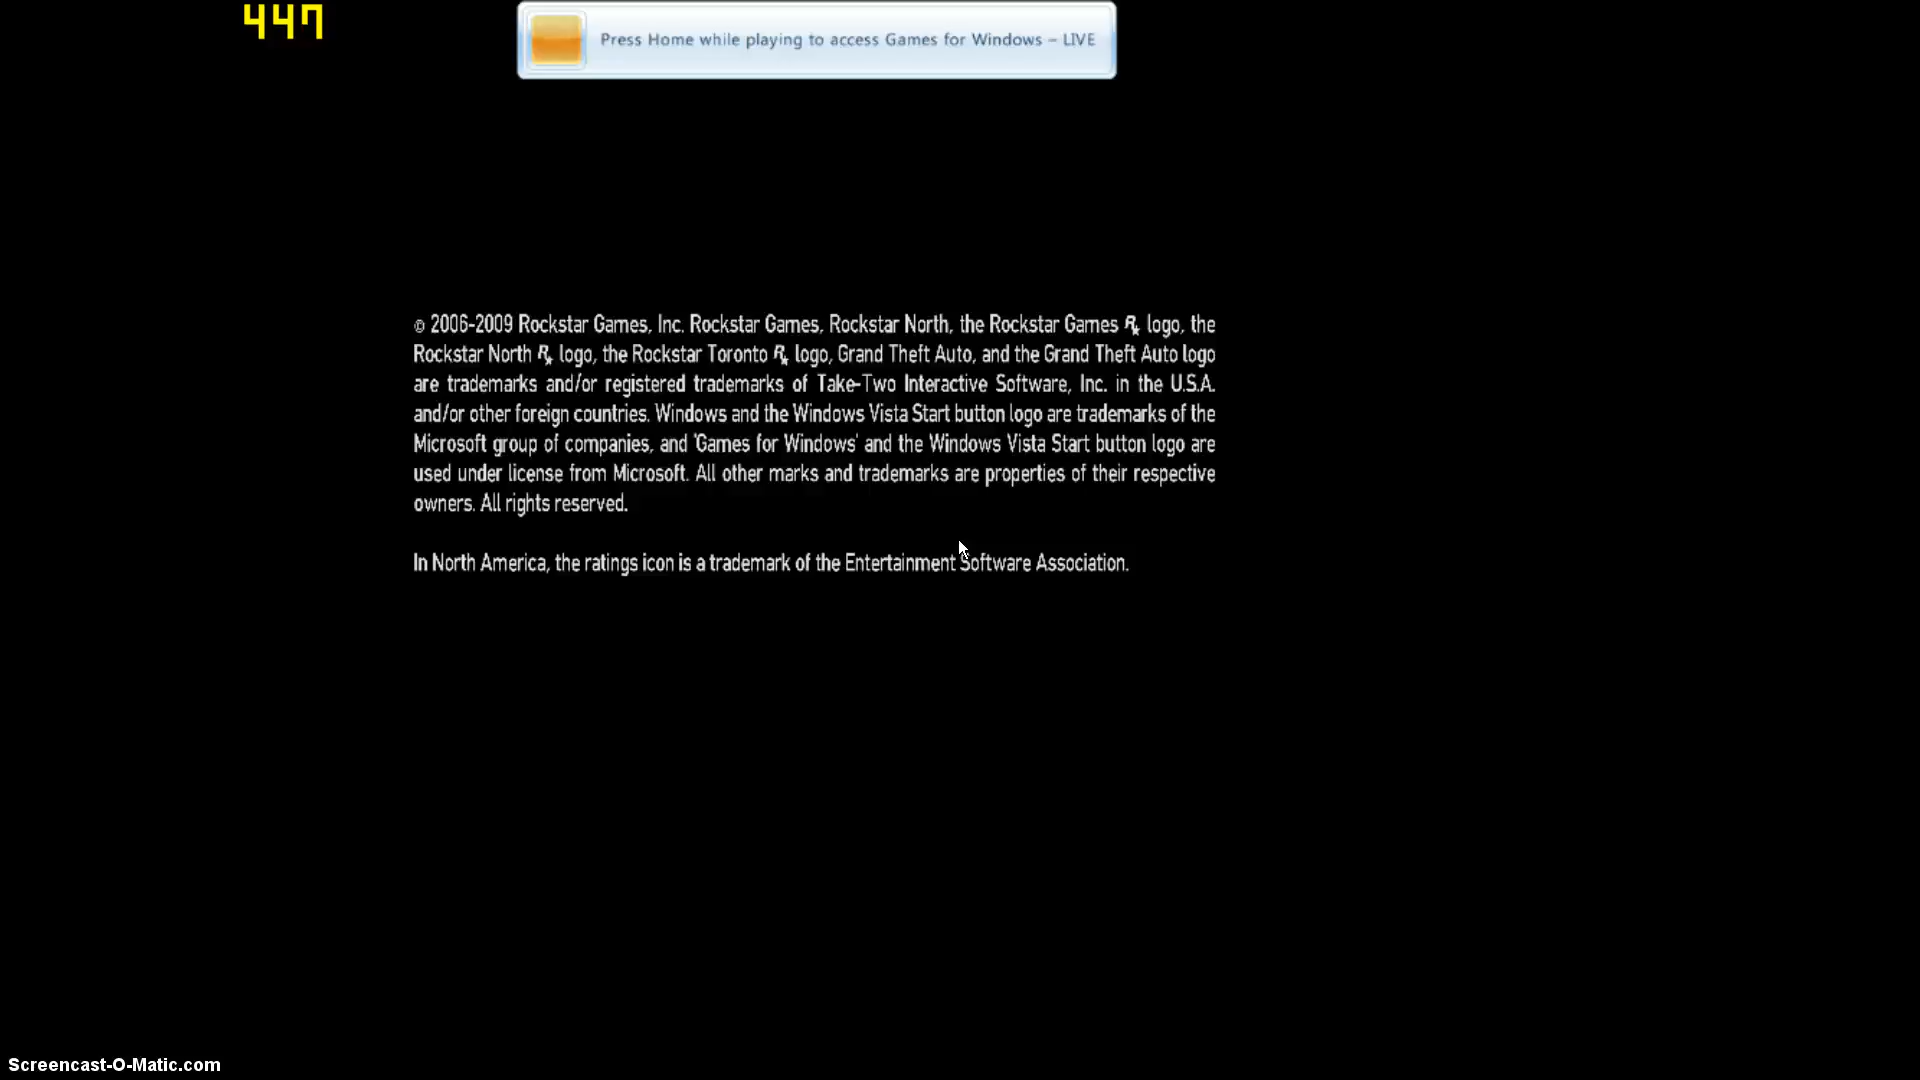 447
Press Home while playing to access Games for Windows – LIVE
© 2006-2009 Rockstar Games, Inc. Rockstar Games, Rockstar North, the Rockstar Games R★ logo, the
Rockstar North R★ logo, the Rockstar Toronto R★ logo, Grand Theft Auto, and the Grand Theft Auto logo
are trademarks and/or registered trademarks of Take-Two Interactive Software, Inc. in the U.S.A.
and/or other foreign countries. Windows and the Windows Vista Start button logo are trademarks of the
Microsoft group of companies, and 'Games for Windows' and the Windows Vista Start button logo are
used under license from Microsoft. All other marks and trademarks are properties of their respective
owners. All rights reserved.
In North America, the ratings icon is a trademark of the Entertainment Software Association.
Screencast-O-Matic.com